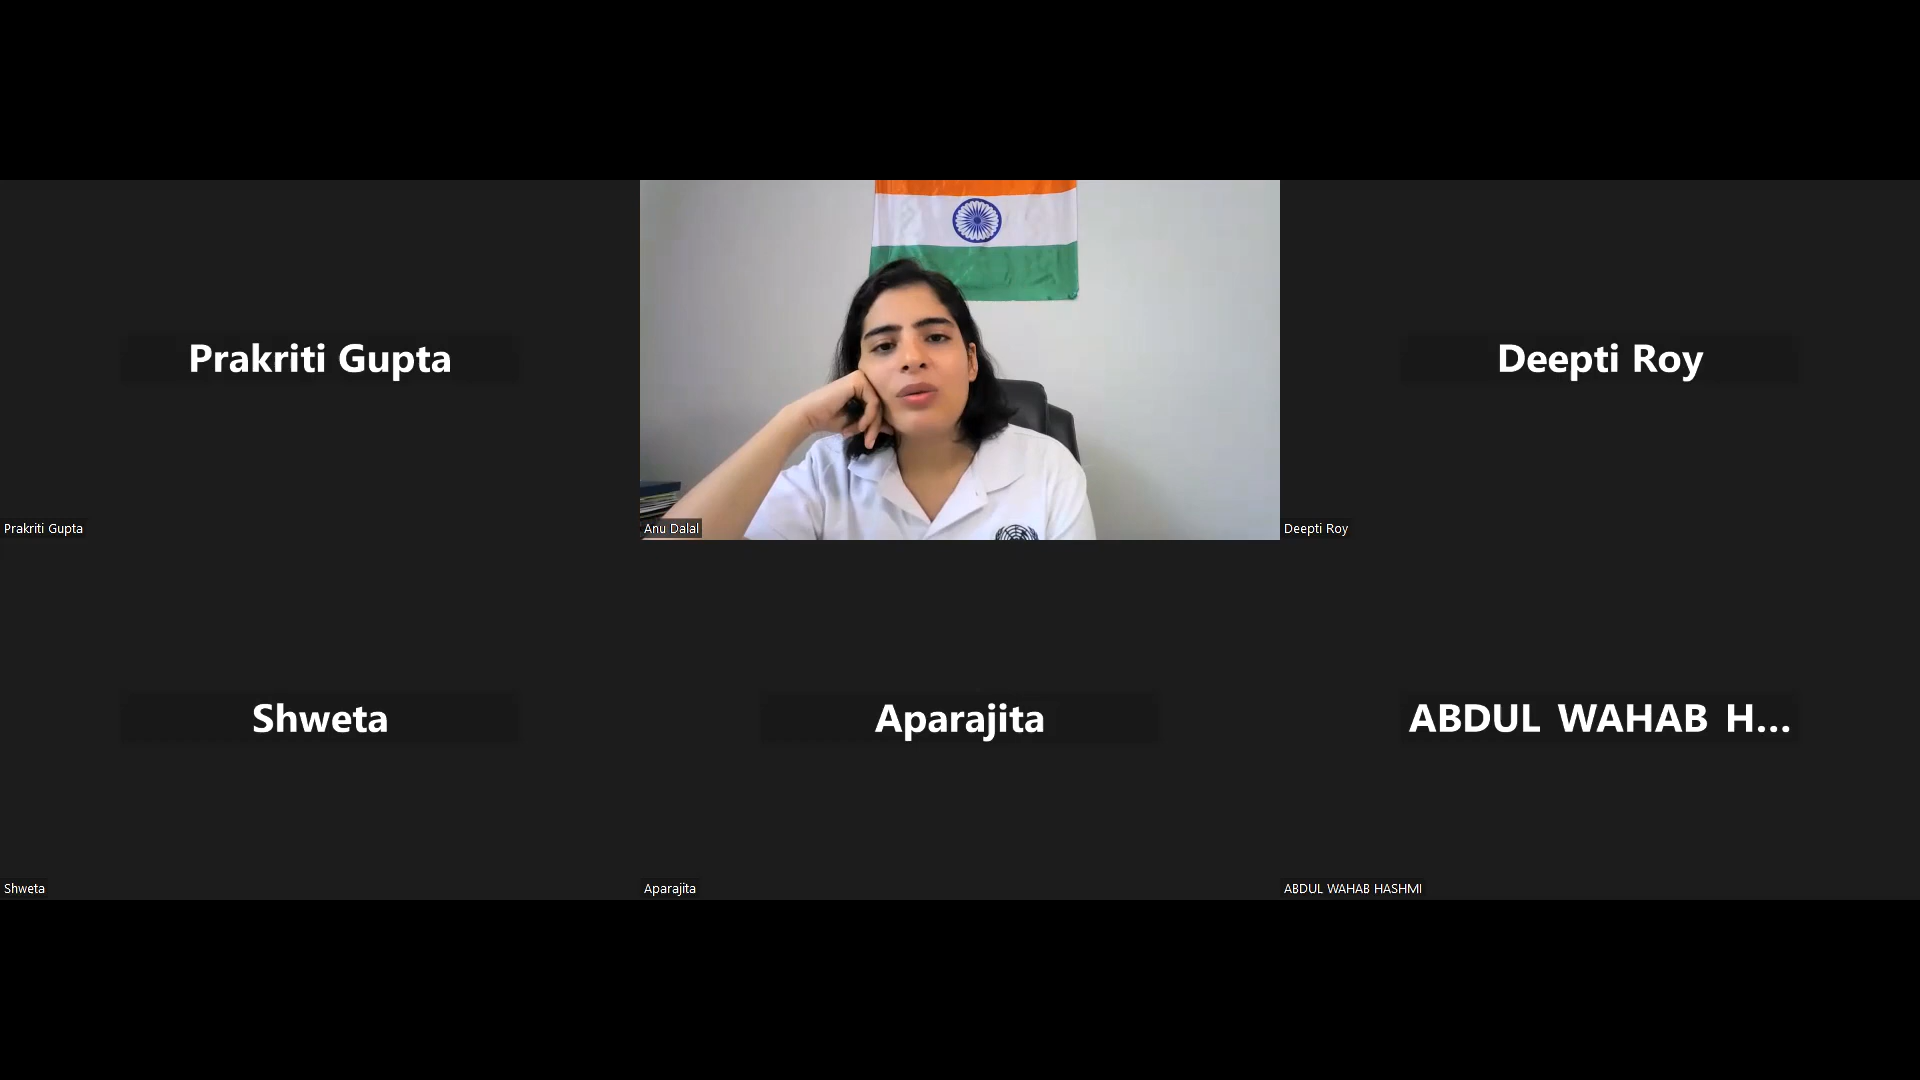 Prakriti Gupta
Deepti Roy
Prakriti Gupta
Anu Dalal
Deepti Roy
Shweta
Aparajita
ABDUL WAHAB H...
Shweta
Aparajita
ABDUL WAHAB HASHMI